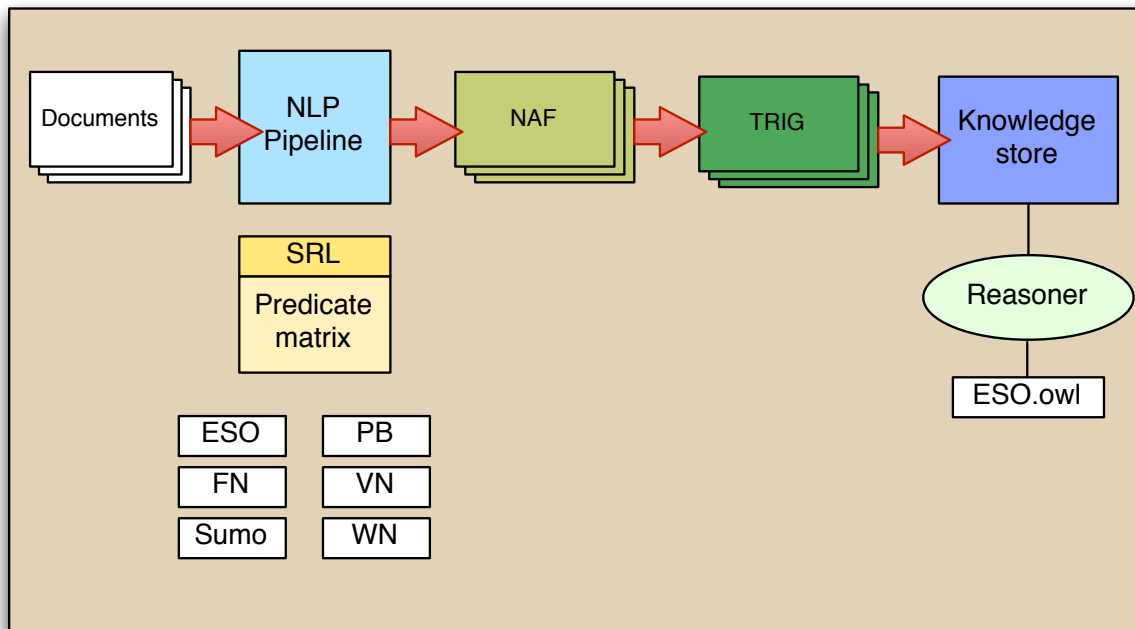 Documents
NLP
Pipeline
NAF
TRIG
Knowledge
store
SRL
Predicate
matrix
Reasoner
ESO.owl
ESO
PB
FN
VN
Sumo
WN